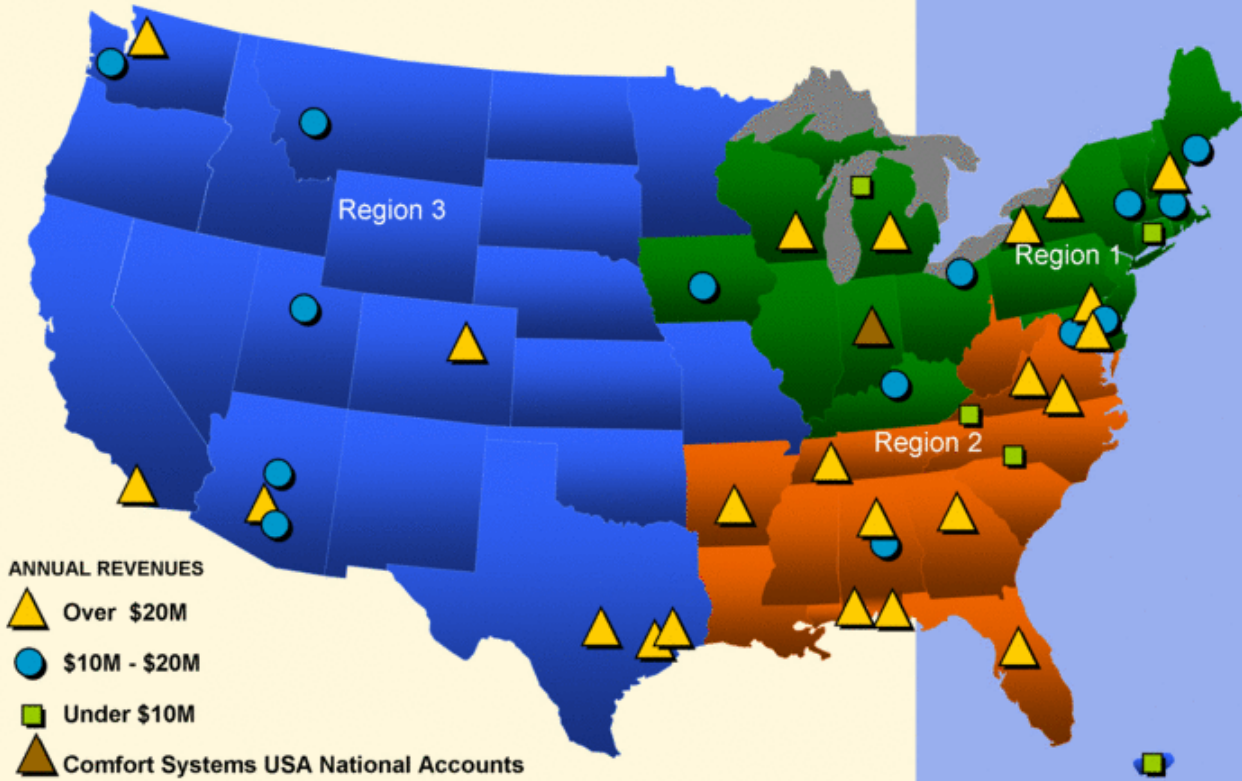 Region 3
Region 1
Region 2
ANNUAL REVENUES
Over $20M
$10M - $20M
Under $10M
Comfort Systems USA National Accounts